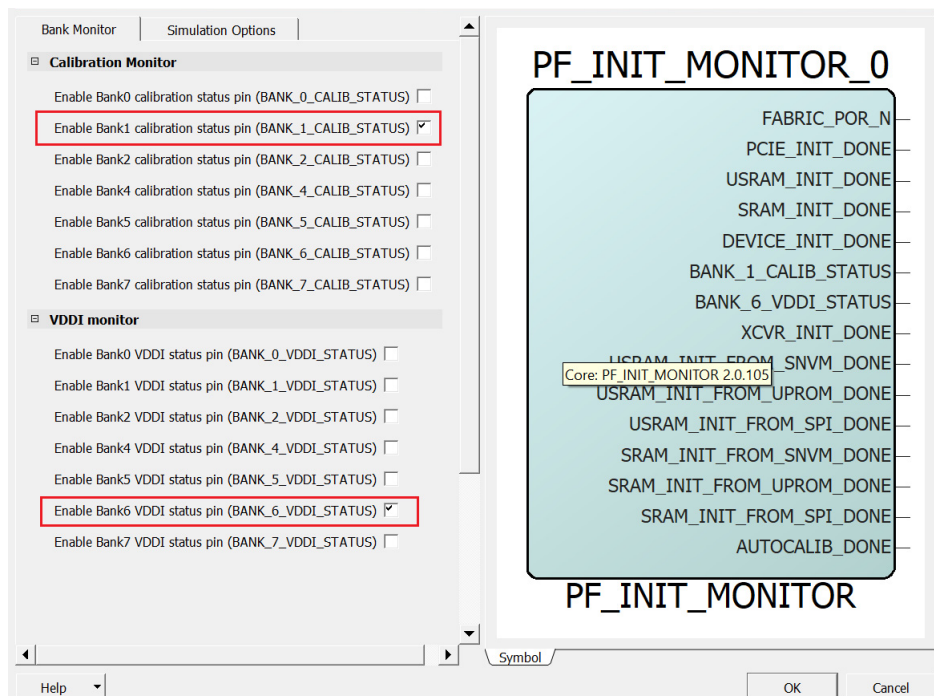 Bank Monitor
Simulation Options
Calibration Monitor
Enable Bank0 calibration status pin (BANK_0_CALIB_STATUS)
Enable Bank1 calibration status pin (BANK_1_CALIB_STATUS)
Enable Bank2 calibration status pin (BANK_2_CALIB_STATUS)
Enable Bank4 calibration status pin (BANK_4_CALIB_STATUS)
Enable Bank5 calibration status pin (BANK_5_CALIB_STATUS)
Enable Bank6 calibration status pin (BANK_6_CALIB_STATUS)
Enable Bank7 calibration status pin (BANK_7_CALIB_STATUS)
VDDI monitor
Enable Bank0 VDDI status pin (BANK_0_VDDI_STATUS)
Enable Bank1 VDDI status pin (BANK_1_VDDI_STATUS)
Enable Bank2 VDDI status pin (BANK_2_VDDI_STATUS)
Enable Bank4 VDDI status pin (BANK_4_VDDI_STATUS)
Enable Bank5 VDDI status pin (BANK_5_VDDI_STATUS)
Enable Bank6 VDDI status pin (BANK_6_VDDI_STATUS)
Enable Bank7 VDDI status pin (BANK_7_VDDI_STATUS)
PF_INIT_MONITOR_0
FABRIC_POR_N
PCIE_INIT_DONE
USRAM_INIT_DONE
SRAM_INIT_DONE
DEVICE_INIT_DONE
BANK_1_CALIB_STATUS
BANK_6_VDDI_STATUS
XCVR_INIT_DONE
USRAM_INIT_FROM_SNVM_DONE
Core: PF_INIT_MONITOR 2.0.105
USRAM_INIT_FROM_UPROM_DONE
USRAM_INIT_FROM_SPI_DONE
SRAM_INIT_FROM_SNVM_DONE
SRAM_INIT_FROM_UPROM_DONE
SRAM_INIT_FROM_SPI_DONE
AUTOCALIB_DONE
PF_INIT_MONITOR
Symbol
Help
OK
Cancel